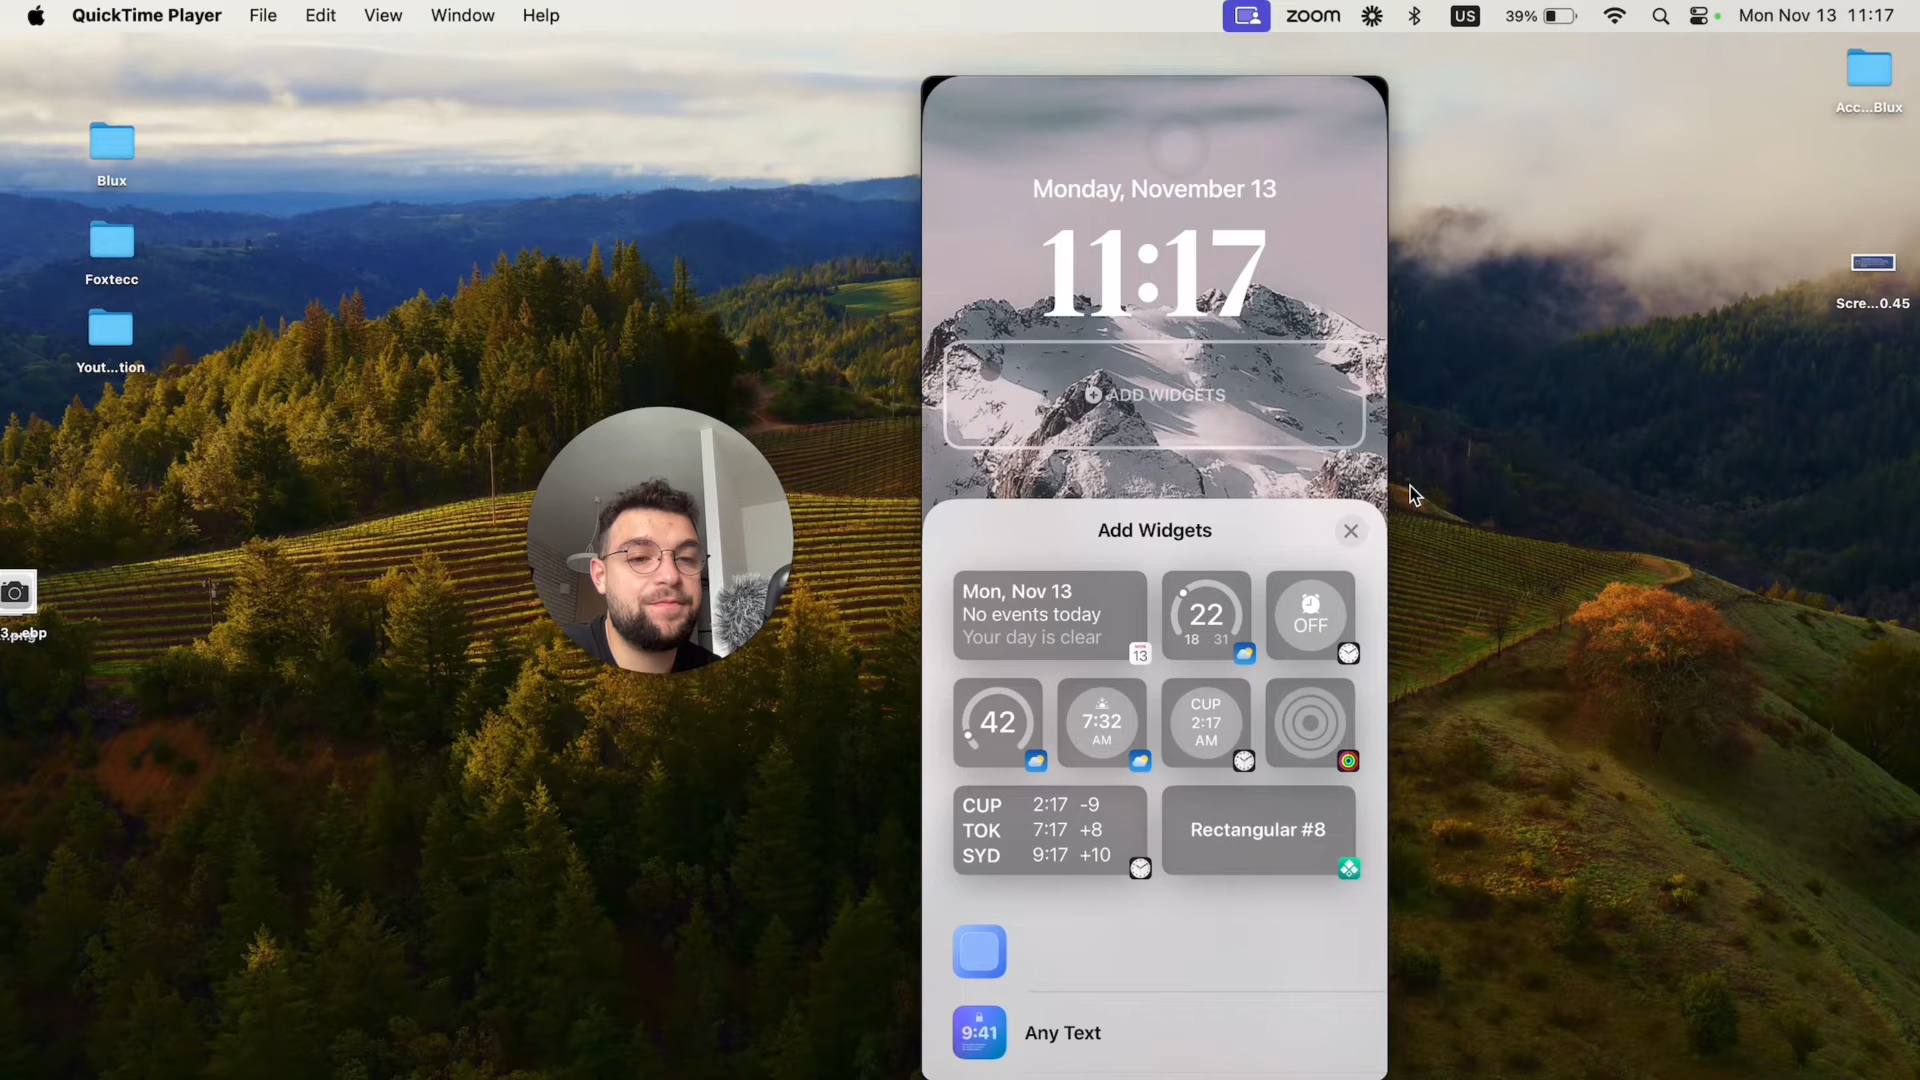 QuickTime Player File Edit View Window Help
zoom US 39% Mon Nov 13 11:17
Blux
Foxtecc
Yout...tion
Acc...Blux
Scre...0.45
Monday, November 13
11:17
ADD WIDGETS
Add Widgets
Mon, Nov 13
No events today
Your day is clear
13
22
18 31
OFF
42
7:32
AM
CUP
2:17
AM
CUP 2:17 -9
TOK 7:17 +8
SYD 9:17 +10
Rectangular #8
9:41
Any Text